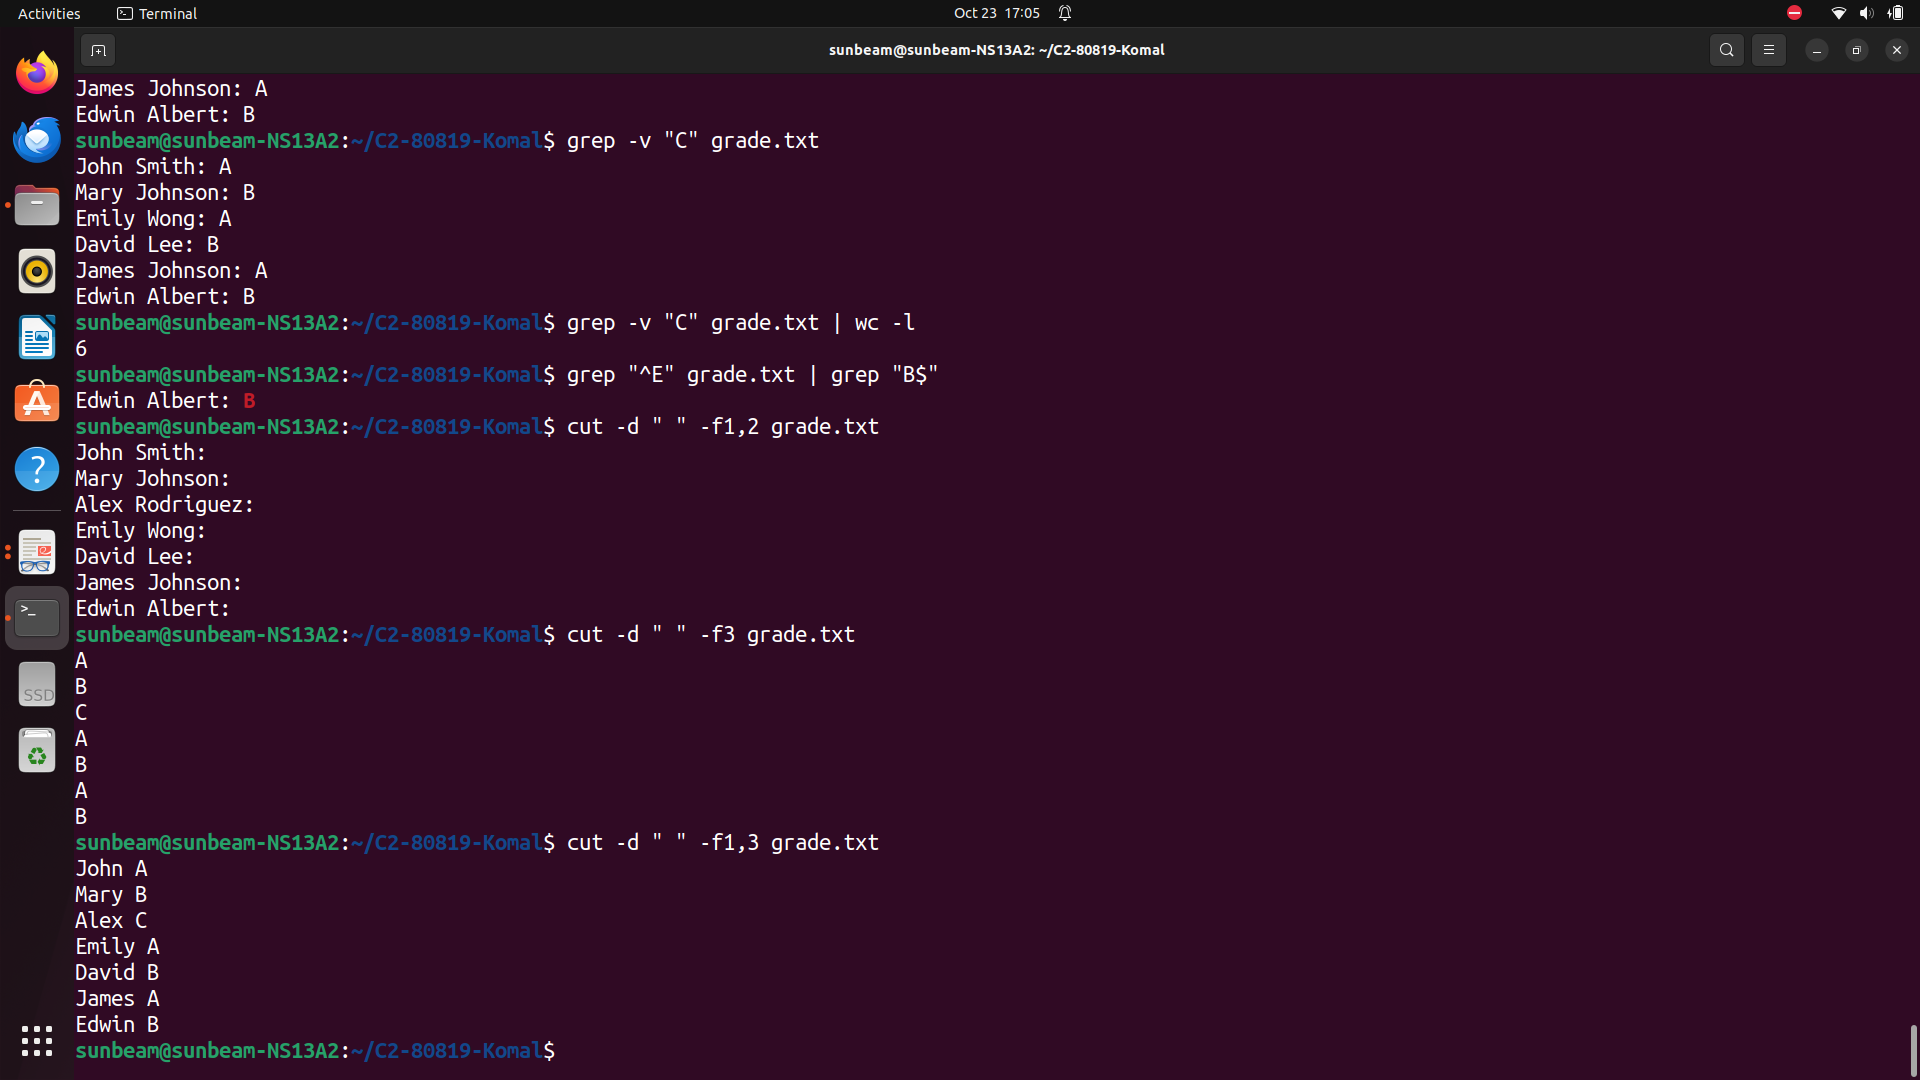 Activities Terminal Oct 23 17:05
sunbeam@sunbeam-NS13A2: ~/C2-80819-Komal
James Johnson: A
Edwin Albert: B
sunbeam@sunbeam-NS13A2:~/C2-80819-Komal$ grep -v "C" grade.txt
John Smith: A
Mary Johnson: B
Emily Wong: A
David Lee: B
James Johnson: A
Edwin Albert: B
sunbeam@sunbeam-NS13A2:~/C2-80819-Komal$ grep -v "C" grade.txt | wc -l
6
sunbeam@sunbeam-NS13A2:~/C2-80819-Komal$ grep "^E" grade.txt | grep "B$"
Edwin Albert: B
sunbeam@sunbeam-NS13A2:~/C2-80819-Komal$ cut -d " " -f1,2 grade.txt
John Smith:
Mary Johnson:
Alex Rodriguez:
Emily Wong:
David Lee:
James Johnson:
Edwin Albert:
sunbeam@sunbeam-NS13A2:~/C2-80819-Komal$ cut -d " " -f3 grade.txt
A
B
C
A
B
A
B
sunbeam@sunbeam-NS13A2:~/C2-80819-Komal$ cut -d " " -f1,3 grade.txt
John A
Mary B
Alex C
Emily A
David B
James A
Edwin B
sunbeam@sunbeam-NS13A2:~/C2-80819-Komal$
SSD